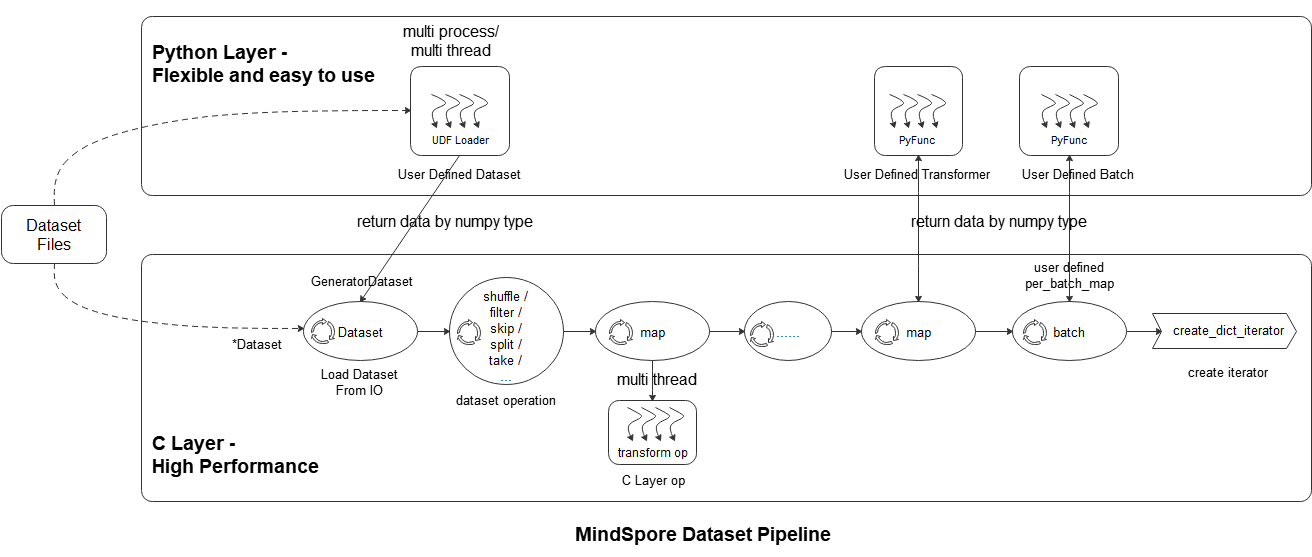 Python Layer -
Flexible and easy to use
multi process/
multi thread
UDF Loader
User Defined Dataset
PyFunc
User Defined Transformer
PyFunc
User Defined Batch
Dataset
Files
return data by numpy type
return data by numpy type
GeneratorDataset
*Dataset
Dataset
Load Dataset
From IO
shuffle /
filter /
skip /
split /
take /
...
dataset operation
map
multi thread
transform op
C Layer op
......
map
user defined
per_batch_map
batch
create_dict_iterator
create iterator
C Layer -
High Performance
MindSpore Dataset Pipeline